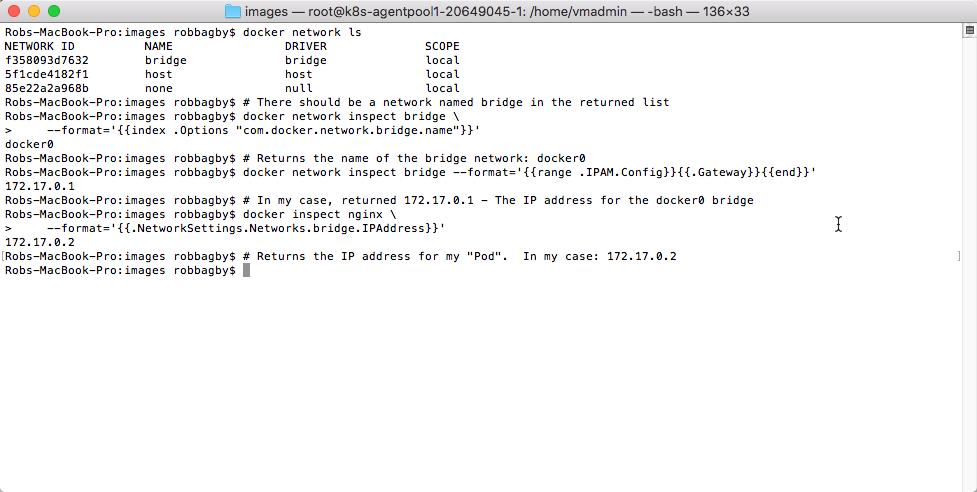 images — root@k8s-agentpool1-20649045-1: /home/vmadmin — -bash — 136×33
Robs-MacBook-Pro:images robbagby$ docker network ls
NETWORK ID          NAME                DRIVER              SCOPE
f358093d7632        bridge              bridge              local
5f1cde4182f1        host                host                local
85e22a2a968b        none                null                local
Robs-MacBook-Pro:images robbagby$ # There should be a network named bridge in the returned list
Robs-MacBook-Pro:images robbagby$ docker network inspect bridge \
>     --format='{{index .Options "com.docker.network.bridge.name"}}'
docker0
Robs-MacBook-Pro:images robbagby$ # Returns the name of the bridge network: docker0
Robs-MacBook-Pro:images robbagby$ docker network inspect bridge --format='{{range .IPAM.Config}}{{.Gateway}}{{end}}'
172.17.0.1
Robs-MacBook-Pro:images robbagby$ # In my case, returned 172.17.0.1 - The IP address for the docker0 bridge
Robs-MacBook-Pro:images robbagby$ docker inspect nginx \
>     --format='{{.NetworkSettings.Networks.bridge.IPAddress}}'
172.17.0.2
[Robs-MacBook-Pro:images robbagby$ # Returns the IP address for my "Pod".  In my case: 172.17.0.2 ]
Robs-MacBook-Pro:images robbagby$